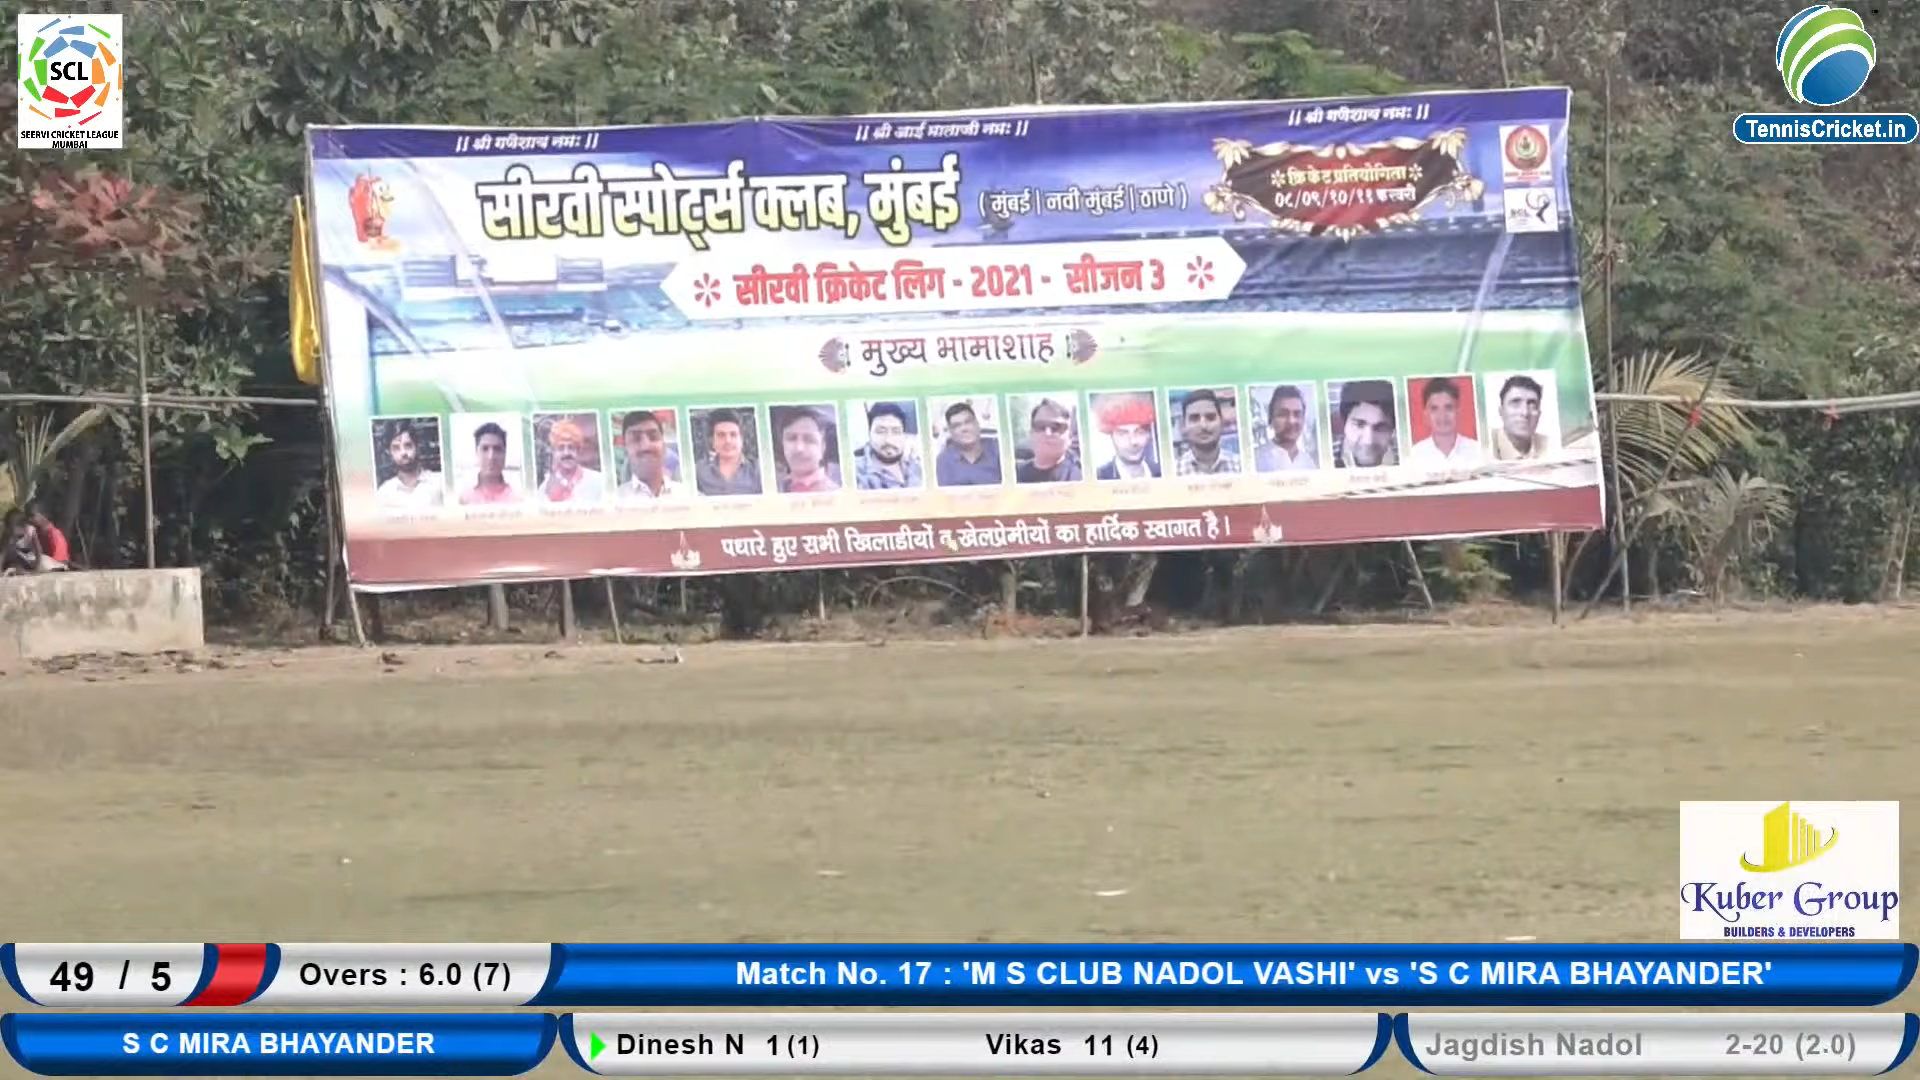 SCL
SEERVI CRICKET LEAGUE
MUMBAI
TennisCricket.in
|| श्री गणेशाय नमः ||
|| श्री आई माताजी नमः ||
|| श्री गणेशाय नमः ||
सीरवी स्पोर्ट्स क्लब, मुंबई
( मुंबई | नवी मुंबई | ठाणे )
क्रिकेट प्रतियोगिता
०८/०९/१०/११ फरवरी
SCL
सीरवी क्रिकेट लिग - 2021 - सीजन 3
मुख्य भामाशाह
पधारे हुए सभी खिलाडीयों व खेलप्रेमीयों का हार्दिक स्वागत है |
Kuber Group
BUILDERS & DEVELOPERS
49 / 5
Overs : 6.0 (7)
Match No. 17 : 'M S CLUB NADOL VASHI' vs 'S C MIRA BHAYANDER'
S C MIRA BHAYANDER
Dinesh N 1 (1)
Vikas 11 (4)
Jagdish Nadol 2-20 (2.0)